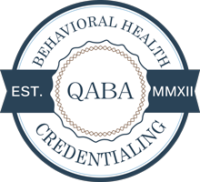 BEHAVIORAL HEALTH
EST. QABA MMXII
CREDENTIALING